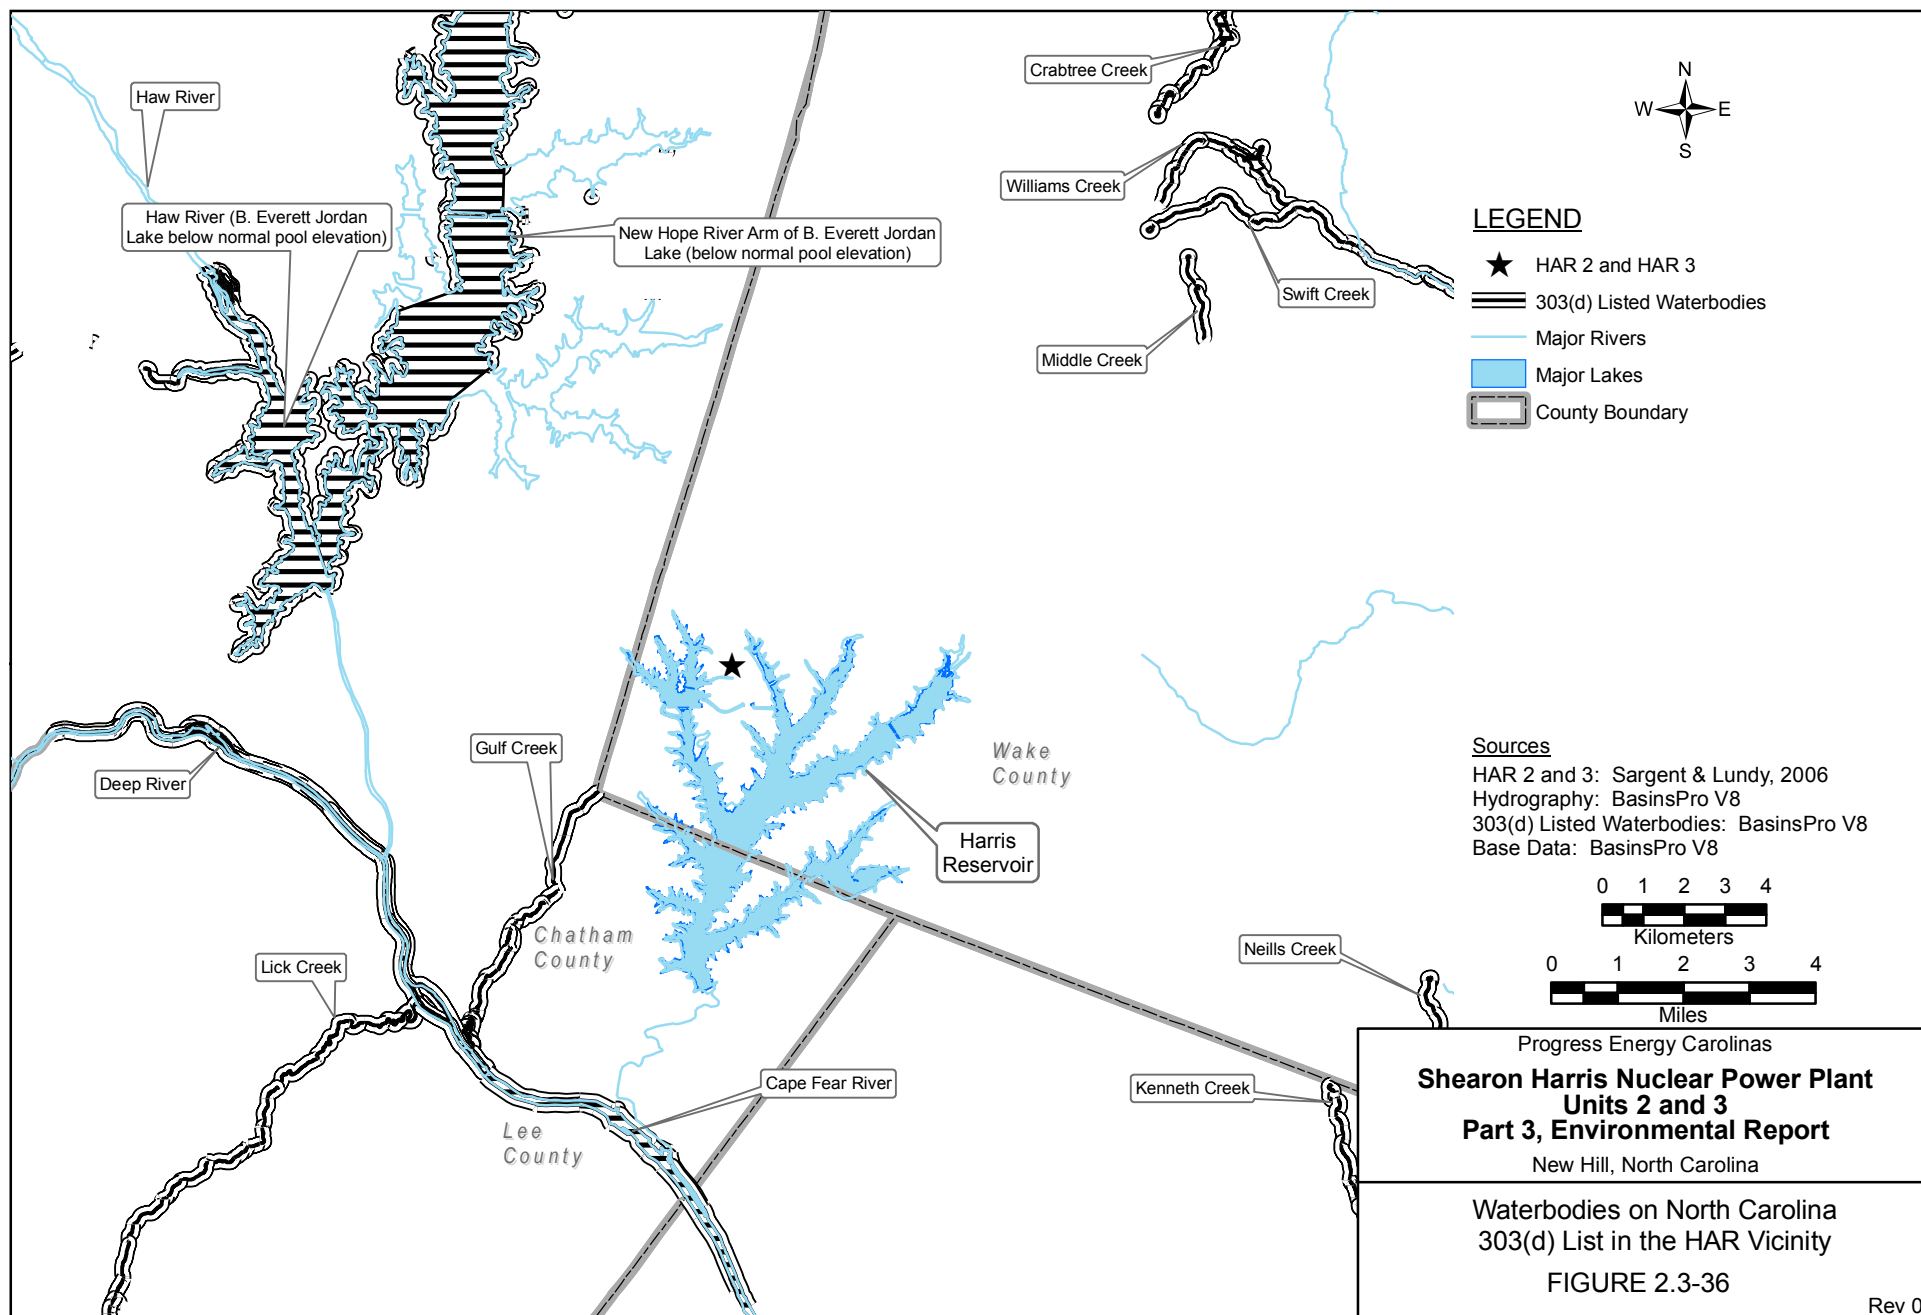 Crabtree Creek
Haw River
N
W
E
S
Williams Creek
Haw River (B. Everett Jordan
Lake below normal pool elevation)
New Hope River Arm of B. Everett Jordan
Lake (below normal pool elevation)
Swift Creek
Middle Creek
F
LEGEND
HAR 2 and HAR 3
303(d) Listed Waterbodies
Major Rivers
Major Lakes
County Boundary
Gulf Creek
Deep River
Wake
County
Harris
Reservoir
Sources
HAR 2 and 3: Sargent & Lundy, 2006
Hydrography: BasinsPro V8
303(d) Listed Waterbodies: BasinsPro V8
Base Data: BasinsPro V8
0 1 2 3 4
Kilometers
0 1 2 3 4
Miles
Chatham
County
Lick Creek
Neills Creek
Cape Fear River
Kenneth Creek
Lee
County
Progress Energy Carolinas
Shearon Harris Nuclear Power Plant
Units 2 and 3
Part 3, Environmental Report
New Hill, North Carolina
Waterbodies on North Carolina
303(d) List in the HAR Vicinity
FIGURE 2.3-36
Rev 0